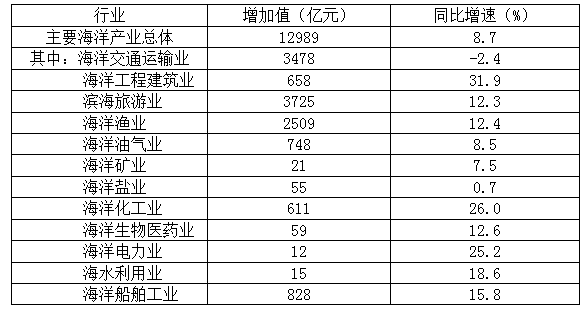 行业 增加值（亿元） 同比增速（%）
主要海洋产业总体 12989 8.7
其中：海洋交通运输业 3478 -2.4
海洋工程建筑业 658 31.9
滨海旅游业 3725 12.3
海洋渔业 2509 12.4
海洋油气业 748 8.5
海洋矿业 21 7.5
海洋盐业 55 0.7
海洋化工业 611 26.0
海洋生物医药业 59 12.6
海洋电力业 12 25.2
海水利用业 15 18.6
海洋船舶工业 828 15.8